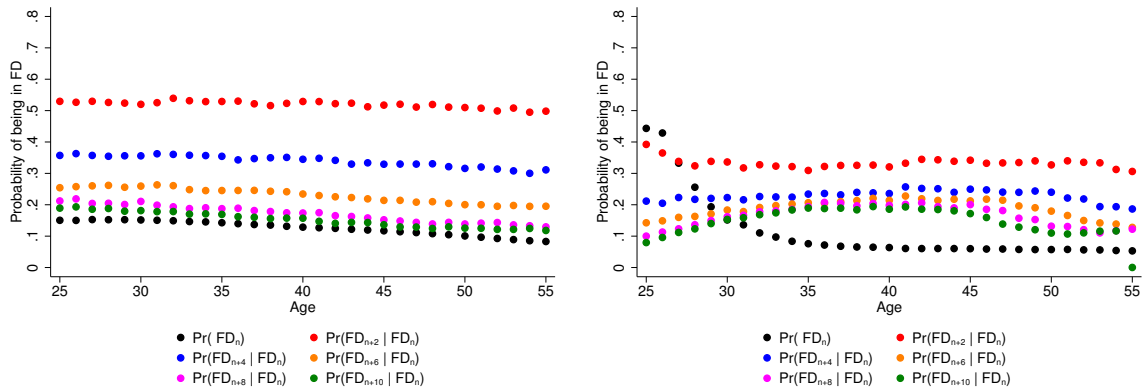 Probability of being in FD
0 .1 .2 .3 .4 .5 .6 .7 .8
25 30 35 40 45 50 55
Age
Pr( FDₙ) Pr(FDₙ₊₂ | FDₙ)
Pr(FDₙ₊₄ | FDₙ) Pr(FDₙ₊₆ | FDₙ)
Pr(FDₙ₊₈ | FDₙ) Pr(FDₙ₊₁₀ | FDₙ)
Probability of being in FD
0 .1 .2 .3 .4 .5 .6 .7 .8
25 30 35 40 45 50 55
Age
Pr( FDₙ) Pr(FDₙ₊₂ | FDₙ)
Pr(FDₙ₊₄ | FDₙ) Pr(FDₙ₊₆ | FDₙ)
Pr(FDₙ₊₈ | FDₙ) Pr(FDₙ₊₁₀ | FDₙ)